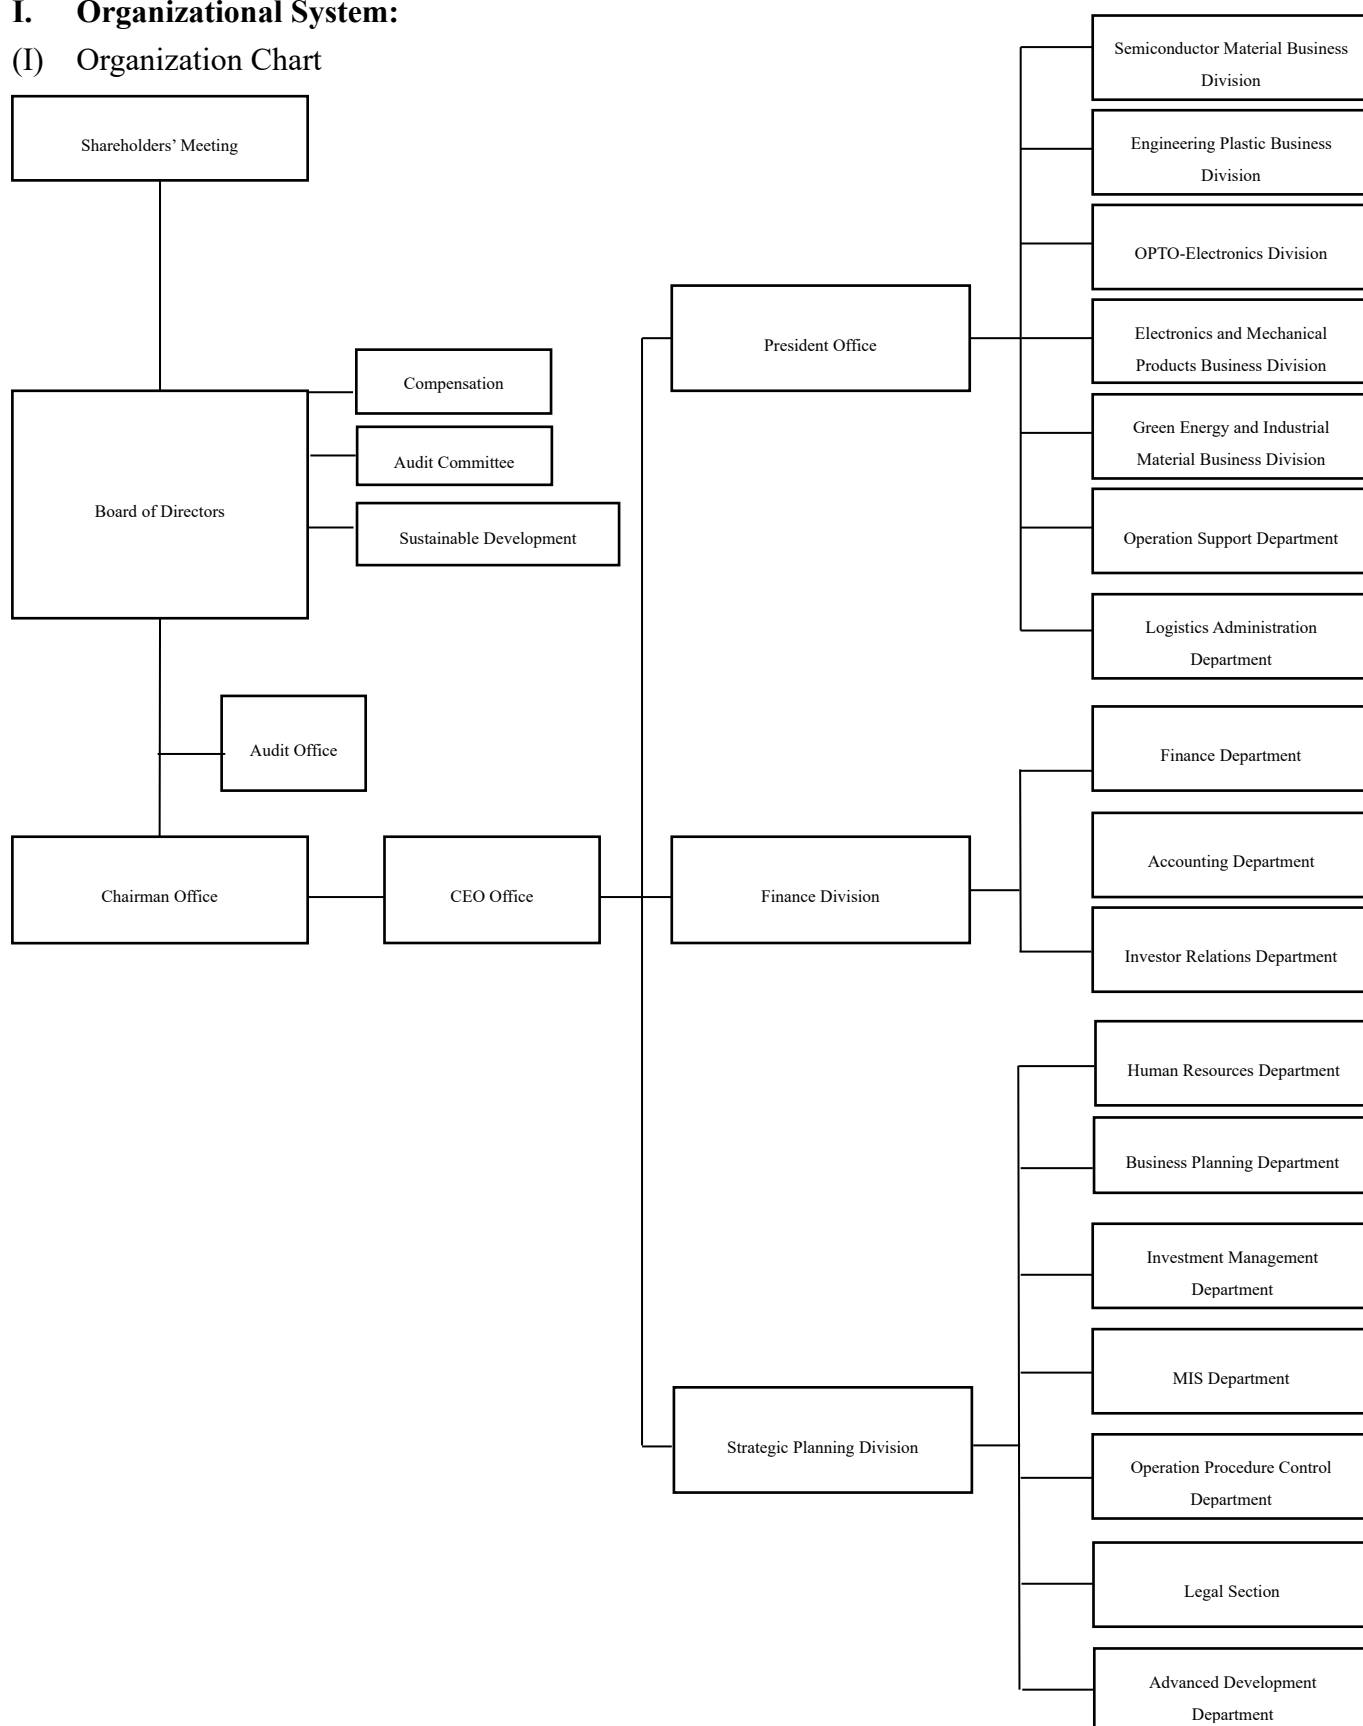 I. Organizational System:
(I) Organization Chart
Shareholders’ Meeting
Board of Directors
Compensation
Audit Committee
Sustainable Development
Audit Office
Chairman Office
CEO Office
President Office
Semiconductor Material Business
Division
Engineering Plastic Business
Division
OPTO-Electronics Division
Electronics and Mechanical
Products Business Division
Green Energy and Industrial
Material Business Division
Operation Support Department
Logistics Administration
Department
Finance Division
Finance Department
Accounting Department
Investor Relations Department
Strategic Planning Division
Human Resources Department
Business Planning Department
Investment Management
Department
MIS Department
Operation Procedure Control
Department
Legal Section
Advanced Development
Department